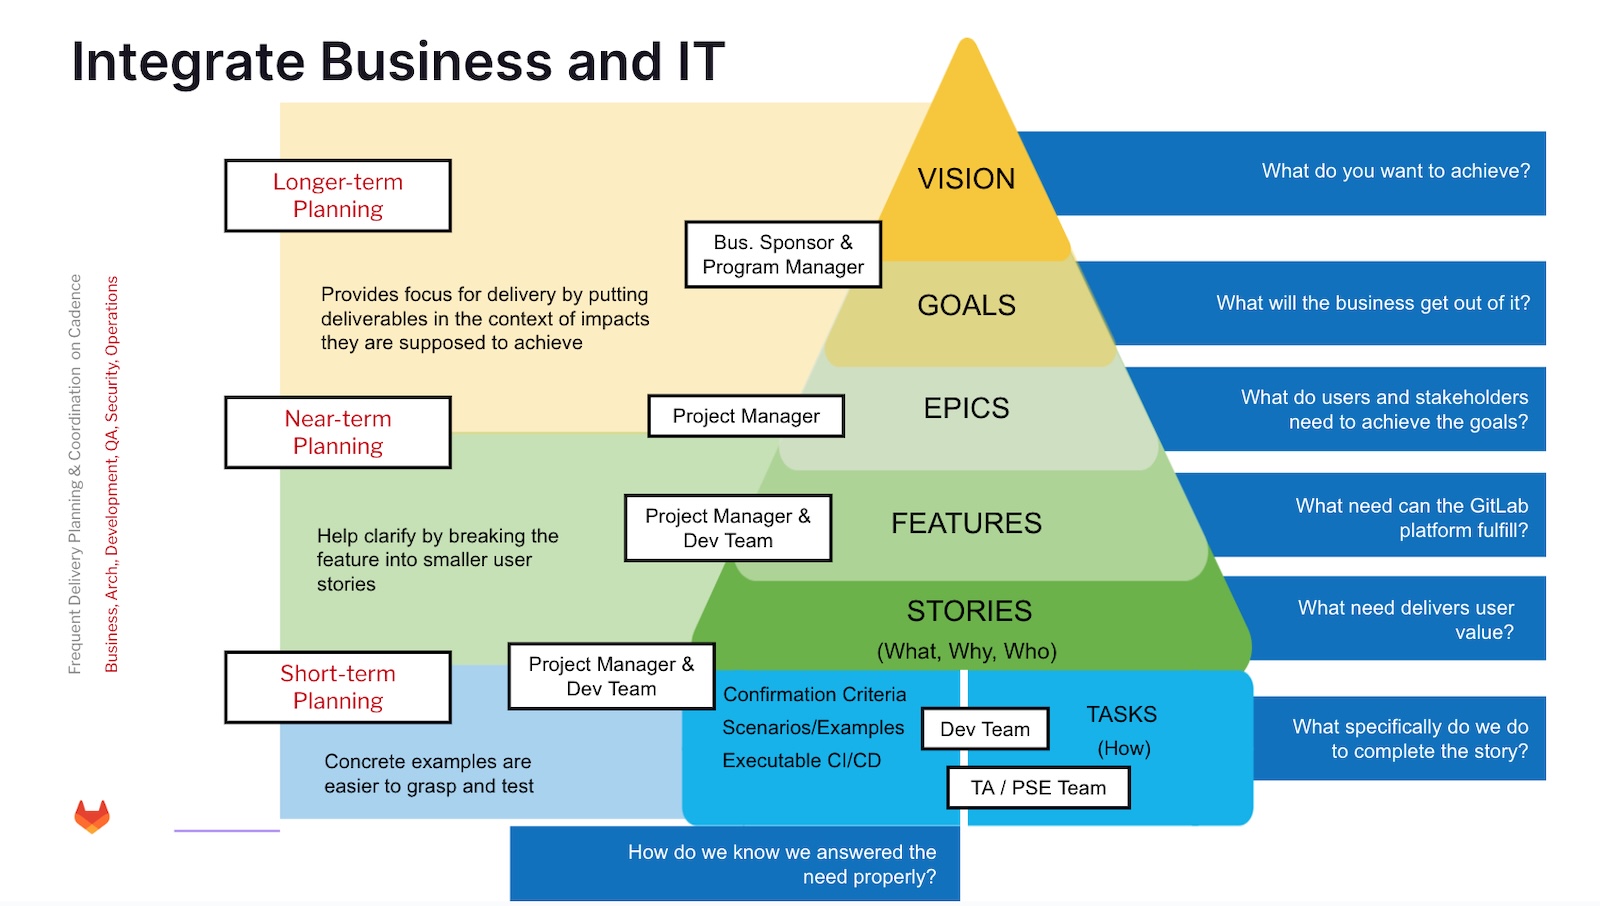 Integrate Business and IT
Longer-term
Planning
Provides focus for delivery by putting
deliverables in the context of impacts
they are supposed to achieve
Near-term
Planning
Help clarify by breaking the
feature into smaller user
stories
Short-term
Planning
Concrete examples are
easier to grasp and test
Frequent Delivery Planning & Coordination on Cadence
Business, Arch., Development, QA, Security, Operations
VISION
Bus. Sponsor &
Program Manager
GOALS
Project Manager
EPICS
Project Manager &
Dev Team
FEATURES
STORIES
(What, Why, Who)
Project Manager &
Dev Team
Confirmation Criteria
Scenarios/Examples
Executable CI/CD
Dev Team
TASKS
(How)
TA / PSE Team
What do you want to achieve?
What will the business get out of it?
What do users and stakeholders
need to achieve the goals?
What need can the GitLab
platform fulfill?
What need delivers user
value?
What specifically do we do
to complete the story?
How do we know we answered the
need properly?